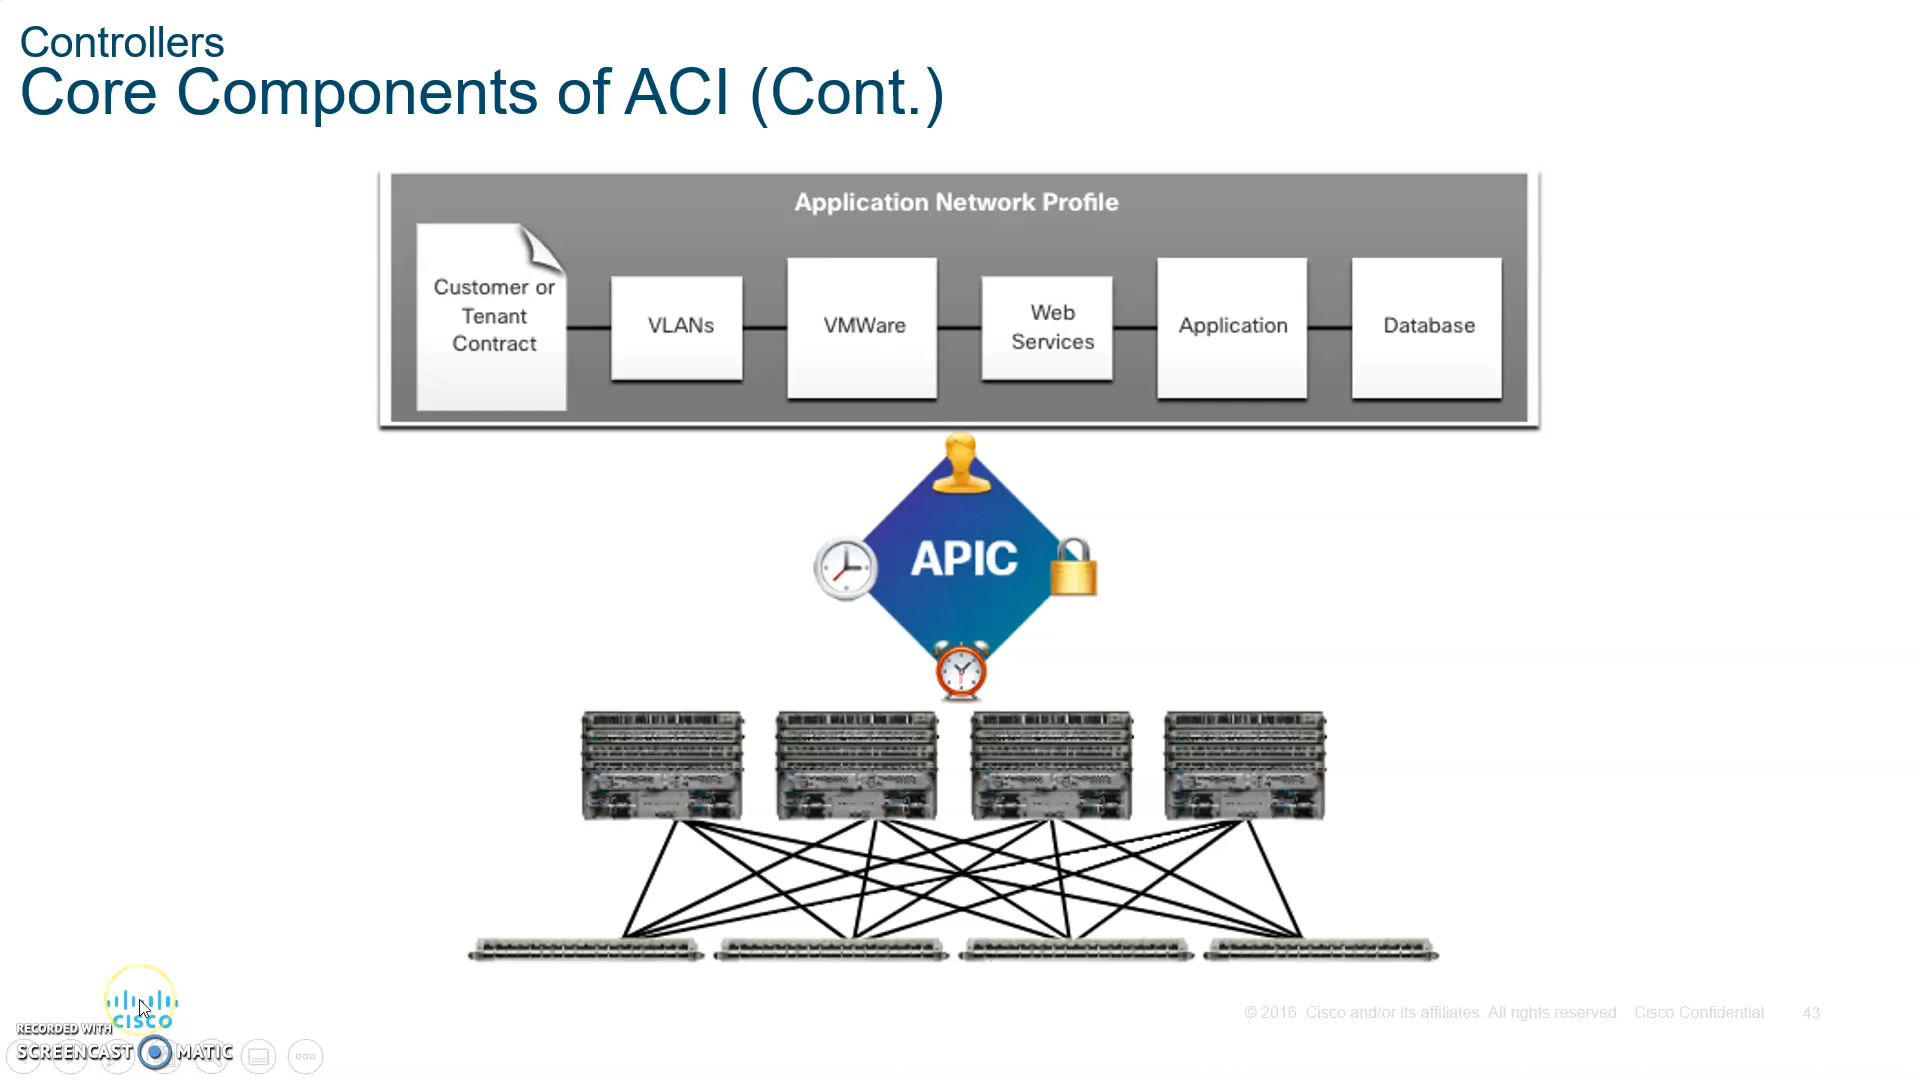 Controllers
Core Components of ACI (Cont.)
Application Network Profile
Customer or
Tenant
Contract
VLANs
VMWare
Web
Services
Application
Database
APIC
CISCO
RECORDED WITH
SCREENCAST MATIC
© 2016 Cisco and/or its affiliates. All rights reserved. Cisco Confidential
43